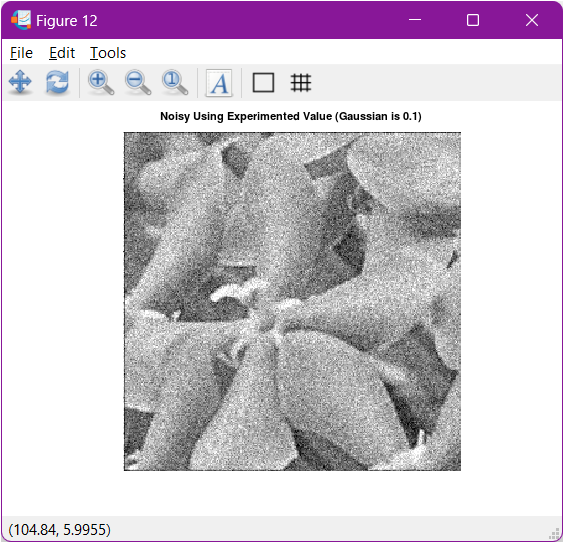 Figure 12
File Edit Tools
A
Noisy Using Experimented Value (Gaussian is 0.1)
(104.84, 5.9955)